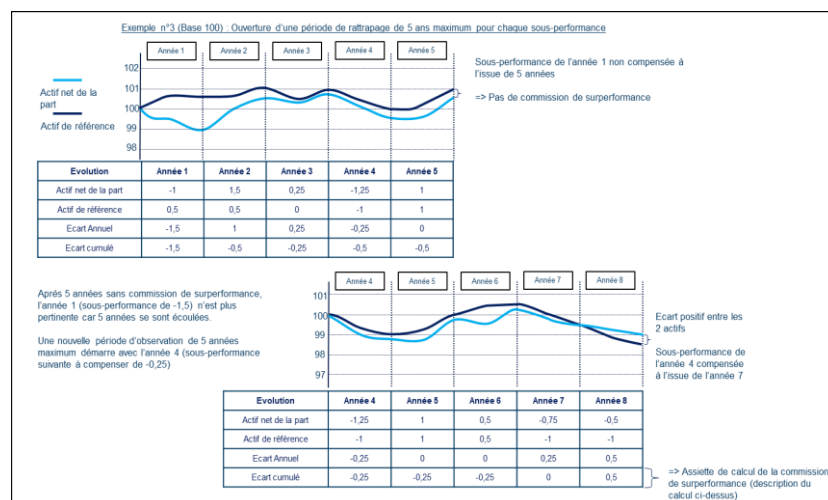 Exemple n°3 (Base 100) : Ouverture d'une période de rattrapage de 5 ans maximum pour chaque sous-performance
Année 1 Année 2 Année 3 Année 4 Année 5
102
101
100
99
98
Actif net de la
part
Actif de référence
Sous-performance de l'année 1 non compensée à
l'issue de 5 années
=> Pas de commission de surperformance
Evolution Année 1 Année 2 Année 3 Année 4 Année 5
Actif net de la part -1 1,5 0,25 -1,25 1
Actif de référence 0,5 0,5 0 -1 1
Ecart Annuel -1,5 1 0,25 -0,25 0
Ecart cumulé -1,5 -0,5 -0,25 -0,5 -0,5
Après 5 années sans commission de surperformance,
l'année 1 (sous-performance de -1,5) n'est plus
pertinente car 5 années se sont écoulées.
Une nouvelle période d'observation de 5 années
maximum démarre avec l'année 4 (sous-performance
suivante à compenser de -0,25)
Année 4 Année 5 Année 6 Année 7 Année 8
101
100
99
98
97
Ecart positif entre les
2 actifs
Sous-performance de
l'année 4 compensée
à l'issue de l'année 7
Evolution Année 4 Année 5 Année 6 Année 7 Année 8
Actif net de la part -1,25 1 0,5 -0,75 -0,5
Actif de référence -1 1 0,5 -1 -1
Ecart Annuel -0,25 0 0 0,25 0,5
Ecart cumulé -0,25 -0,25 -0,25 0 0,5
=> Assiette de calcul de la commission
de surperformance (description du
calcul ci-dessus)